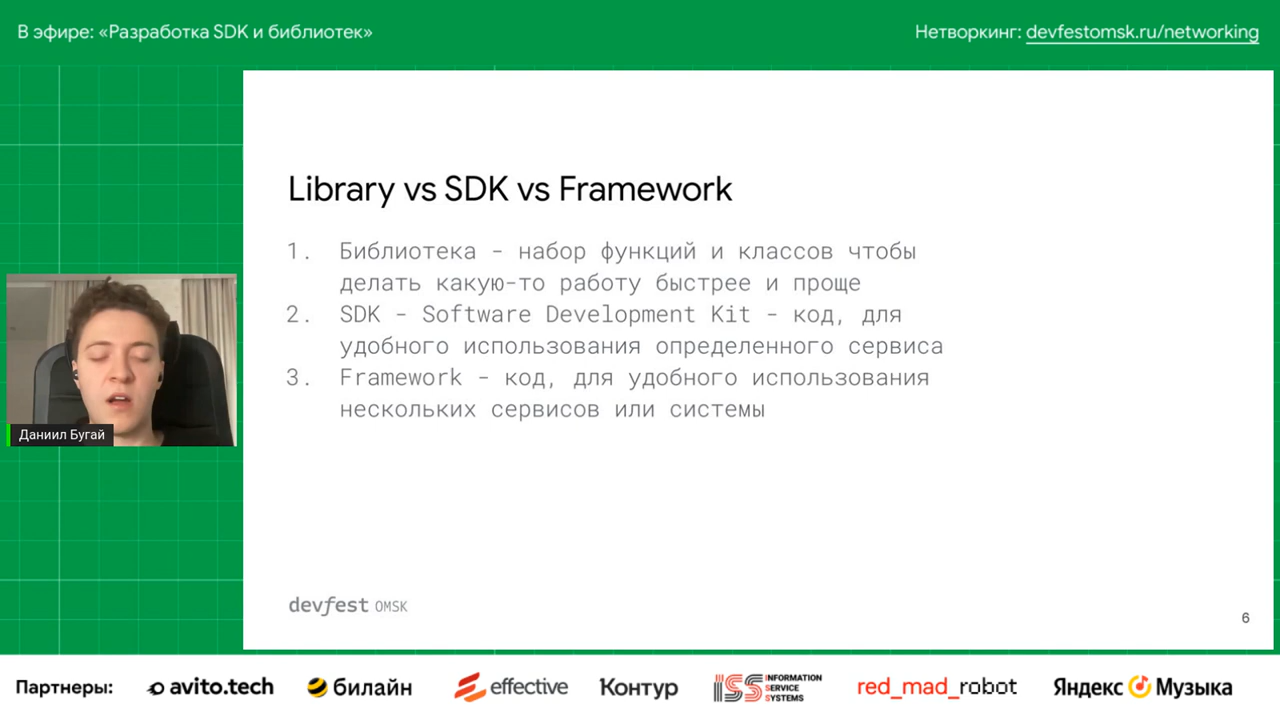 В эфире: «Разработка SDK и библиотек»
Нетворкинг: devfestomsk.ru/networking
Library vs SDK vs Framework
1. Библиотека - набор функций и классов чтобы
делать какую-то работу быстрее и проще
2. SDK - Software Development Kit - код, для
удобного использования определенного сервиса
3. Framework - код, для удобного использования
нескольких сервисов или системы
Даниил Бугай
devfest OMSK
6
Партнеры: avito.tech билайн effective Контур ISS INFORMATION SERVICE SYSTEMS red_mad_robot Яндекс Музыка